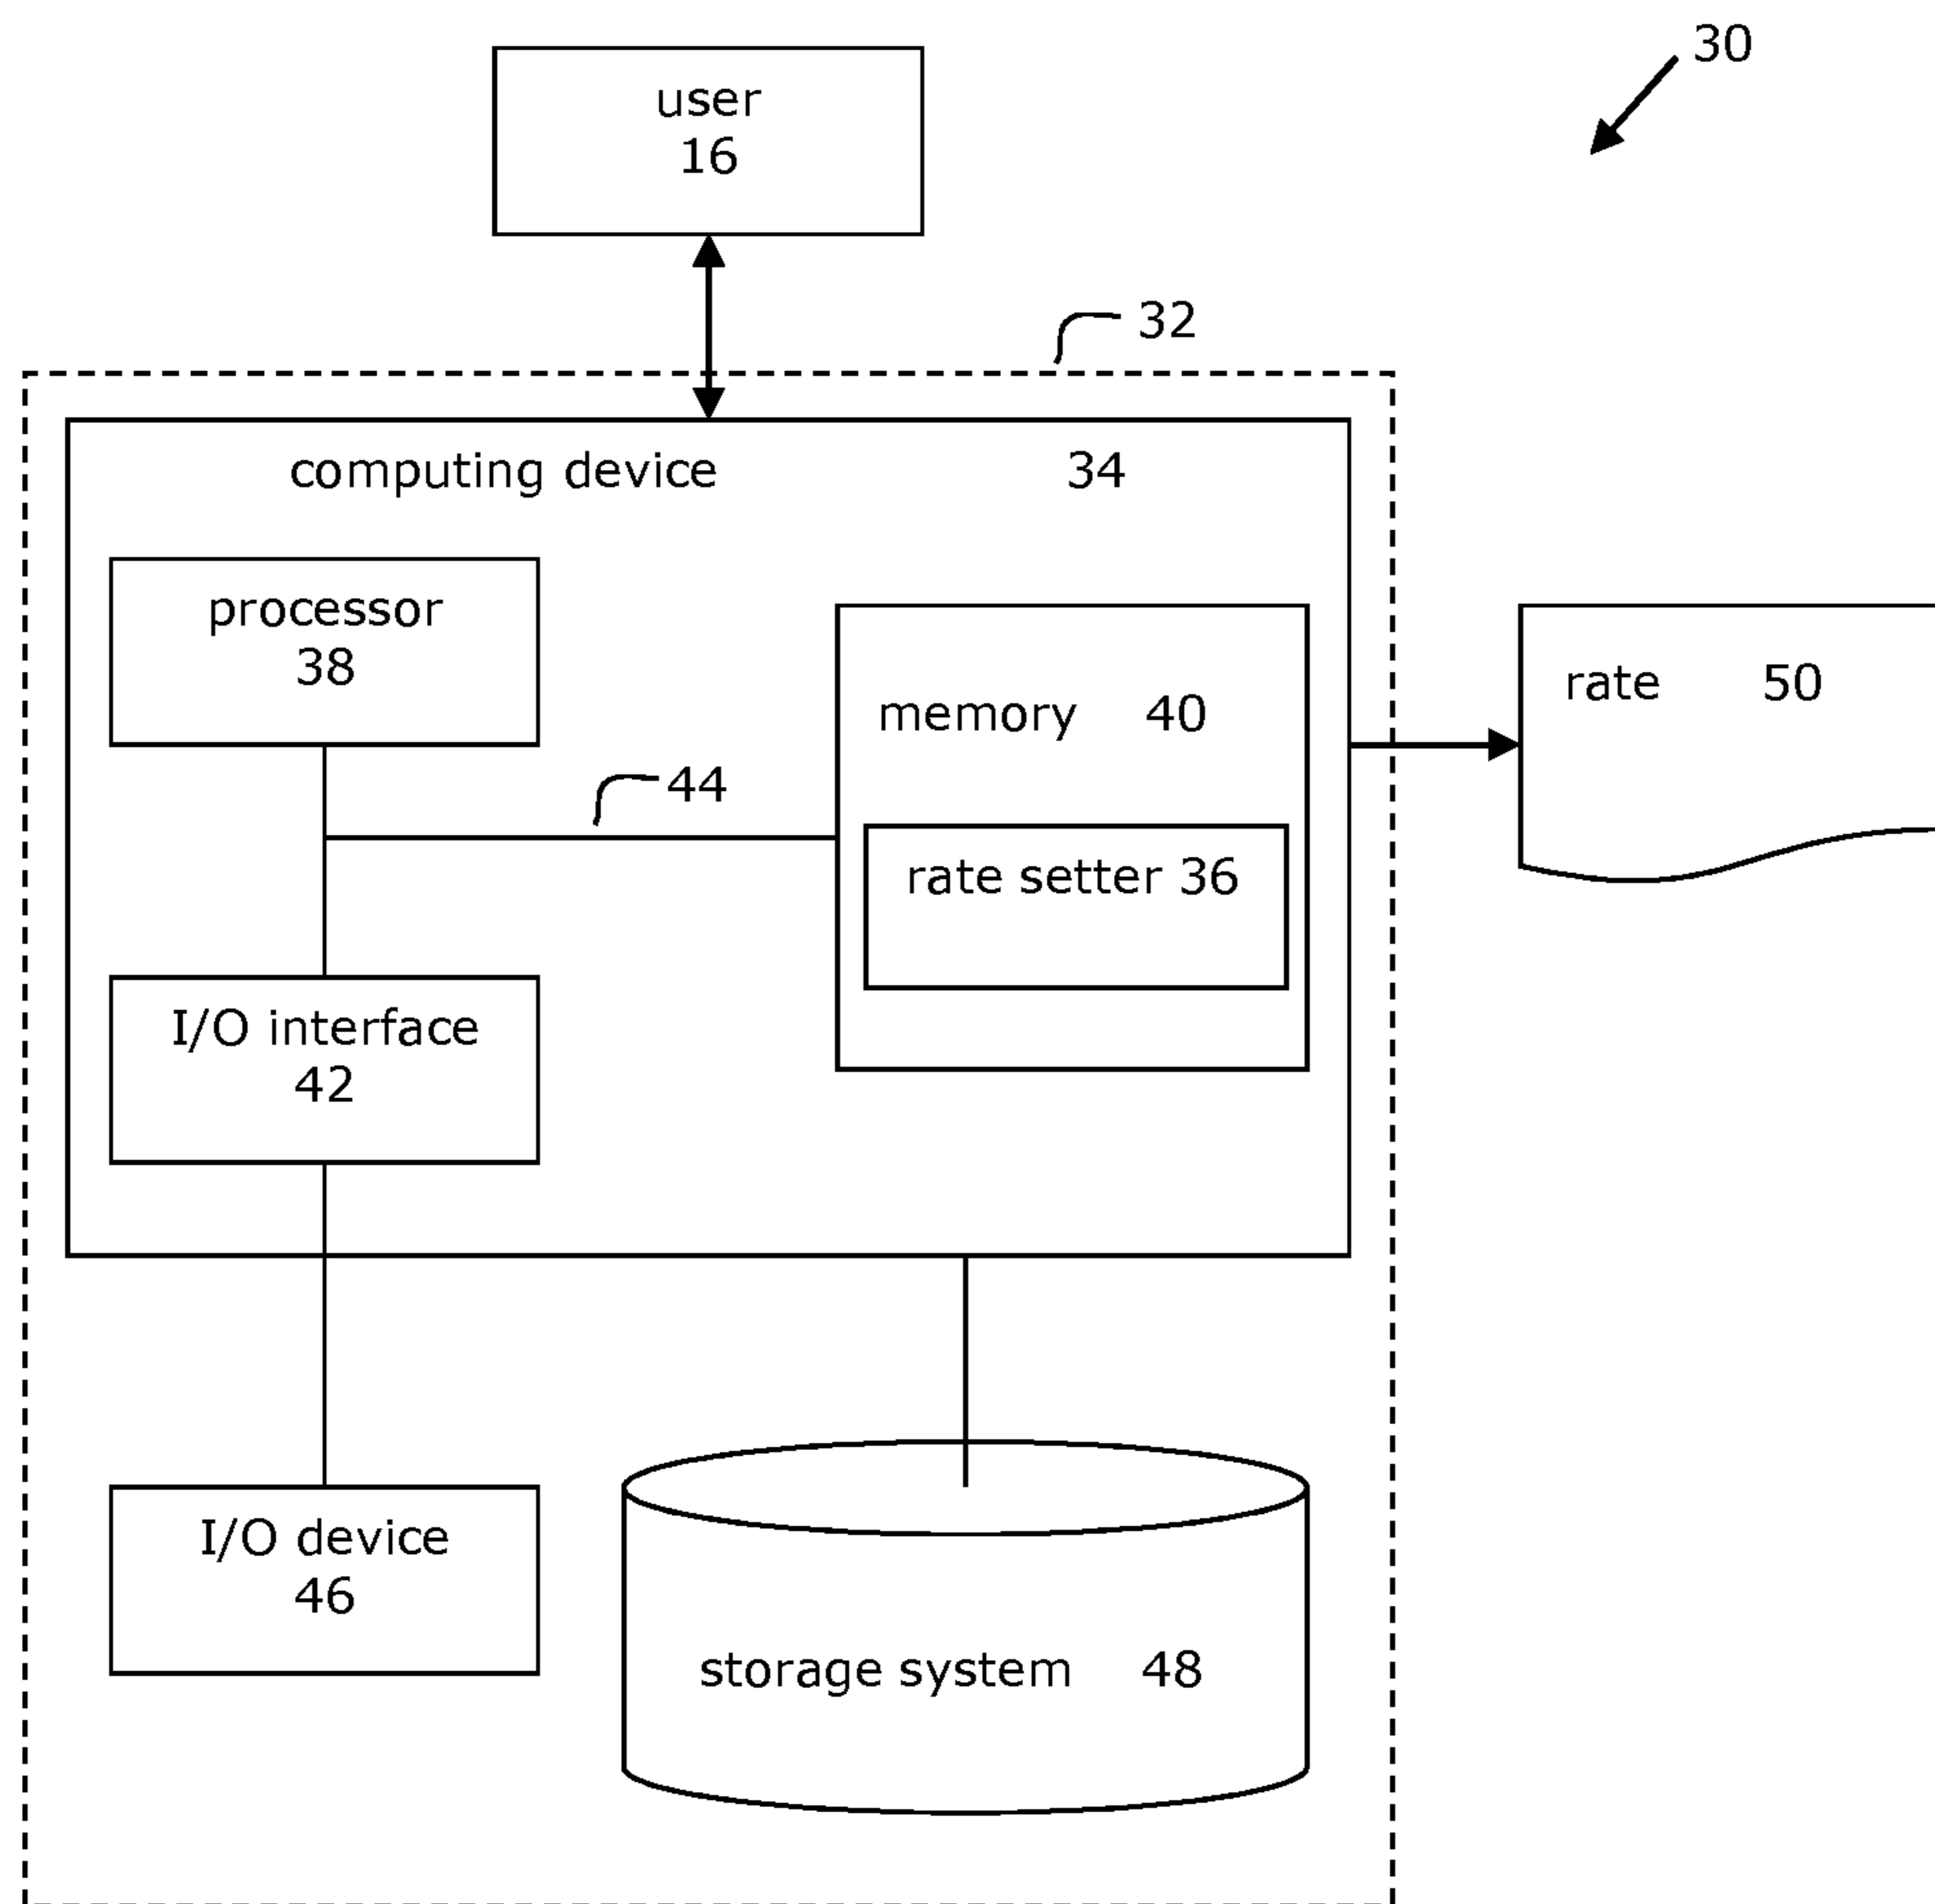 30
user
16
32
computing device 34
processor
38
memory 40
rate 50
44
rate setter 36
I/O interface
42
I/O device
46
storage system 48